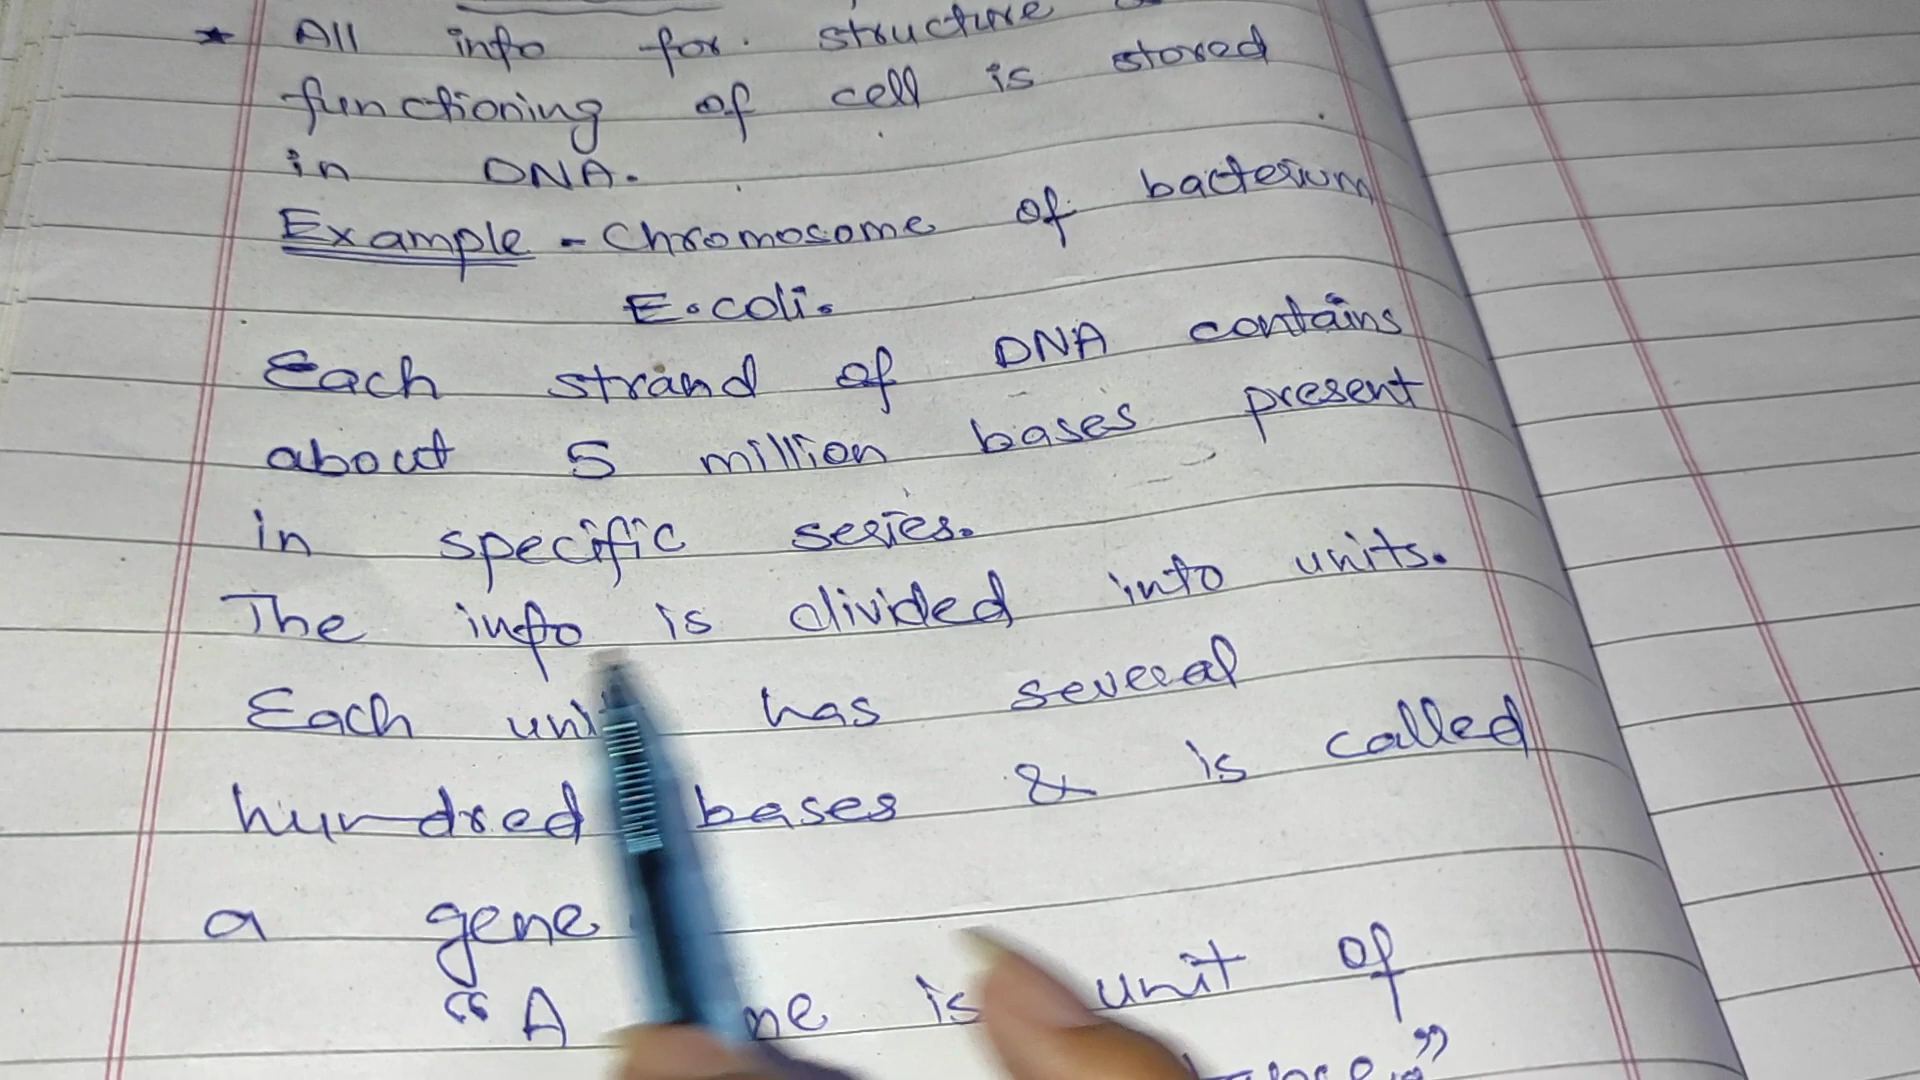 * All info for structure
functioning of cell is stored
in DNA.
Example - Chromosome of bacterium
E.coli.
Each strand of DNA contains
about 5 million bases present
in specific series.
The info is divided into units.
Each unit has several
hundred bases & is called
a gene
"A is unit of
"